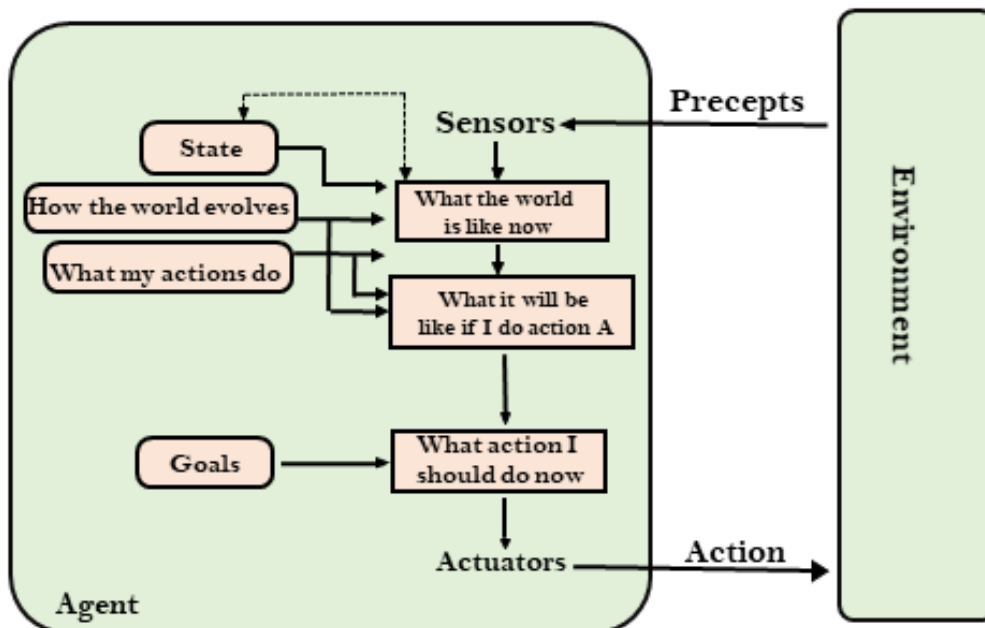 Precepts
Sensors
State
What the world
is like now
How the world evolves
What my actions do
What it will be
like if I do action A
Environment
Goals
What action I
should do now
Actuators
Action
Agent